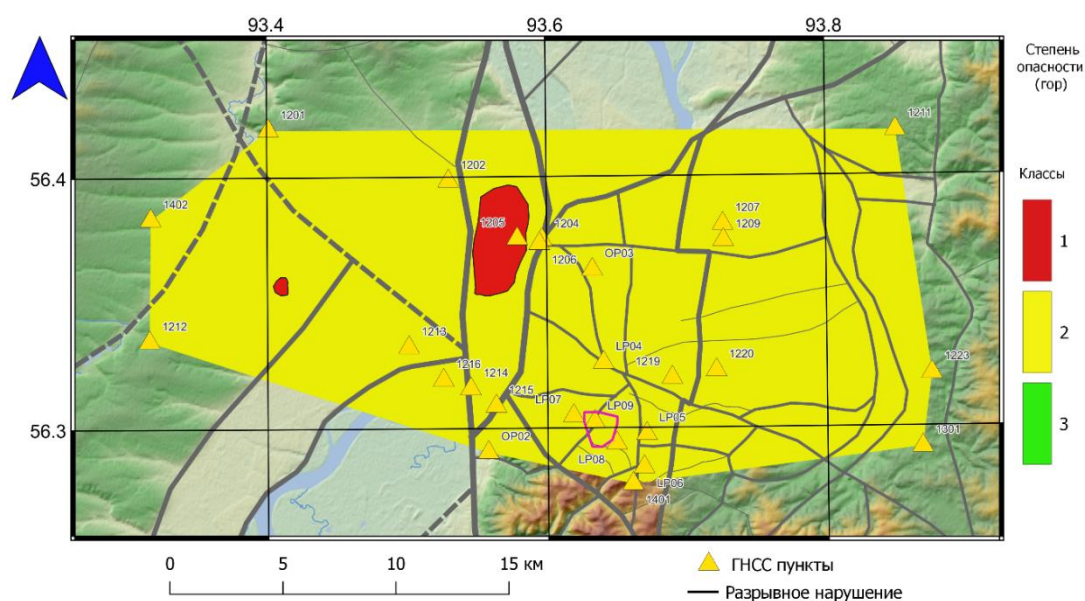 93.4 93.6 93.8
Степень
опасности
(гор)
1201
1211
1202
56.4
Классы
1402
1207
1205
1204
1209
1
1206
OP03
1212
1213
LP04
2
1216
1214
1219
1220
1223
1215
LP07
LP09
LP05
56.3
OP02
1301
3
LP08
LP06
1401
0 5 10 15 км
ГНСС пункты
Разрывное нарушение